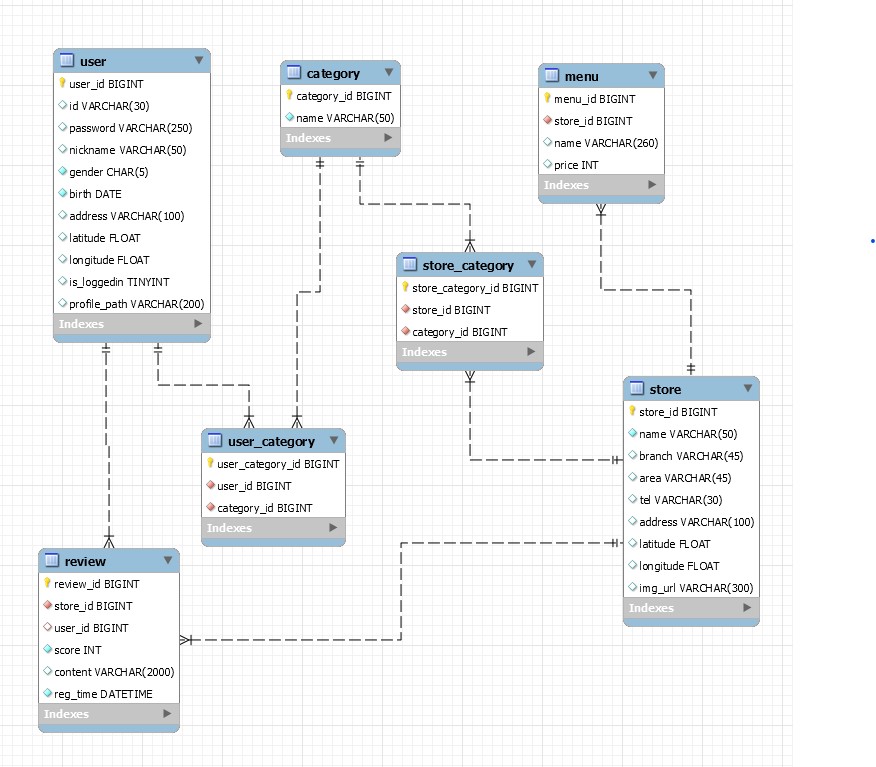 user
user_id BIGINT
id VARCHAR(30)
password VARCHAR(250)
nickname VARCHAR(50)
gender CHAR(5)
birth DATE
address VARCHAR(100)
latitude FLOAT
longitude FLOAT
is_loggedin TINYINT
profile_path VARCHAR(200)
Indexes
category
category_id BIGINT
name VARCHAR(50)
Indexes
menu
menu_id BIGINT
store_id BIGINT
name VARCHAR(260)
price INT
Indexes
store_category
store_category_id BIGINT
store_id BIGINT
category_id BIGINT
Indexes
store
store_id BIGINT
name VARCHAR(50)
branch VARCHAR(45)
area VARCHAR(45)
tel VARCHAR(30)
address VARCHAR(100)
latitude FLOAT
longitude FLOAT
img_url VARCHAR(300)
Indexes
user_category
user_category_id BIGINT
user_id BIGINT
category_id BIGINT
Indexes
review
review_id BIGINT
store_id BIGINT
user_id BIGINT
score INT
content VARCHAR(2000)
reg_time DATETIME
Indexes